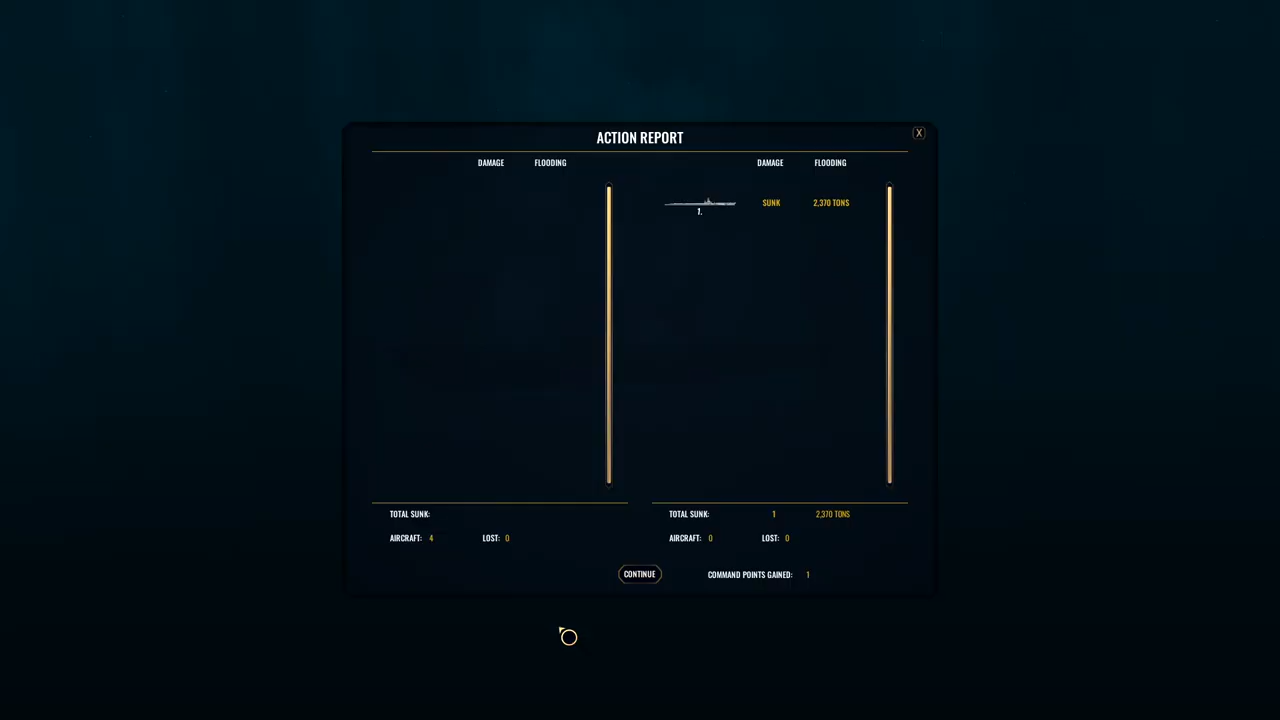 ACTION REPORT
X
DAMAGE FLOODING DAMAGE FLOODING
SUNK 2,370 TONS
1.
TOTAL SUNK: TOTAL SUNK: 1 2,370 TONS
AIRCRAFT: 4 LOST: 0 AIRCRAFT: 0 LOST: 0
CONTINUE COMMAND POINTS GAINED: 1